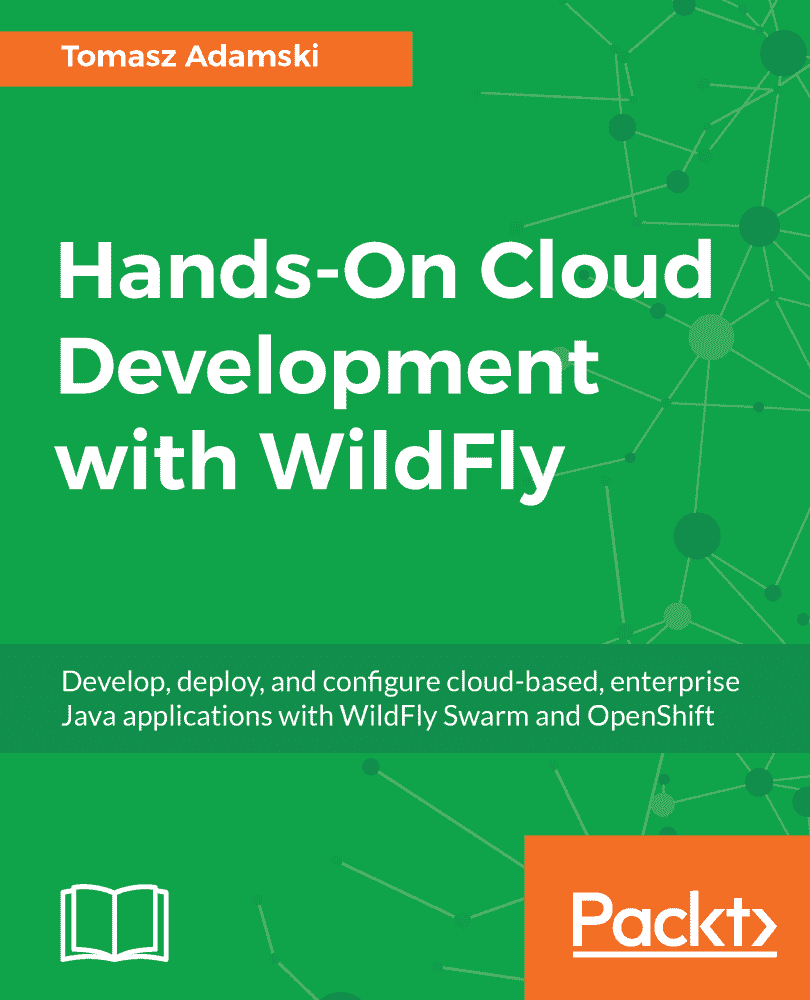 Tomasz Adamski
Hands-On Cloud
Development
with WildFly
Develop, deploy, and configure cloud-based, enterprise
Java applications with WildFly Swarm and OpenShift
Packt